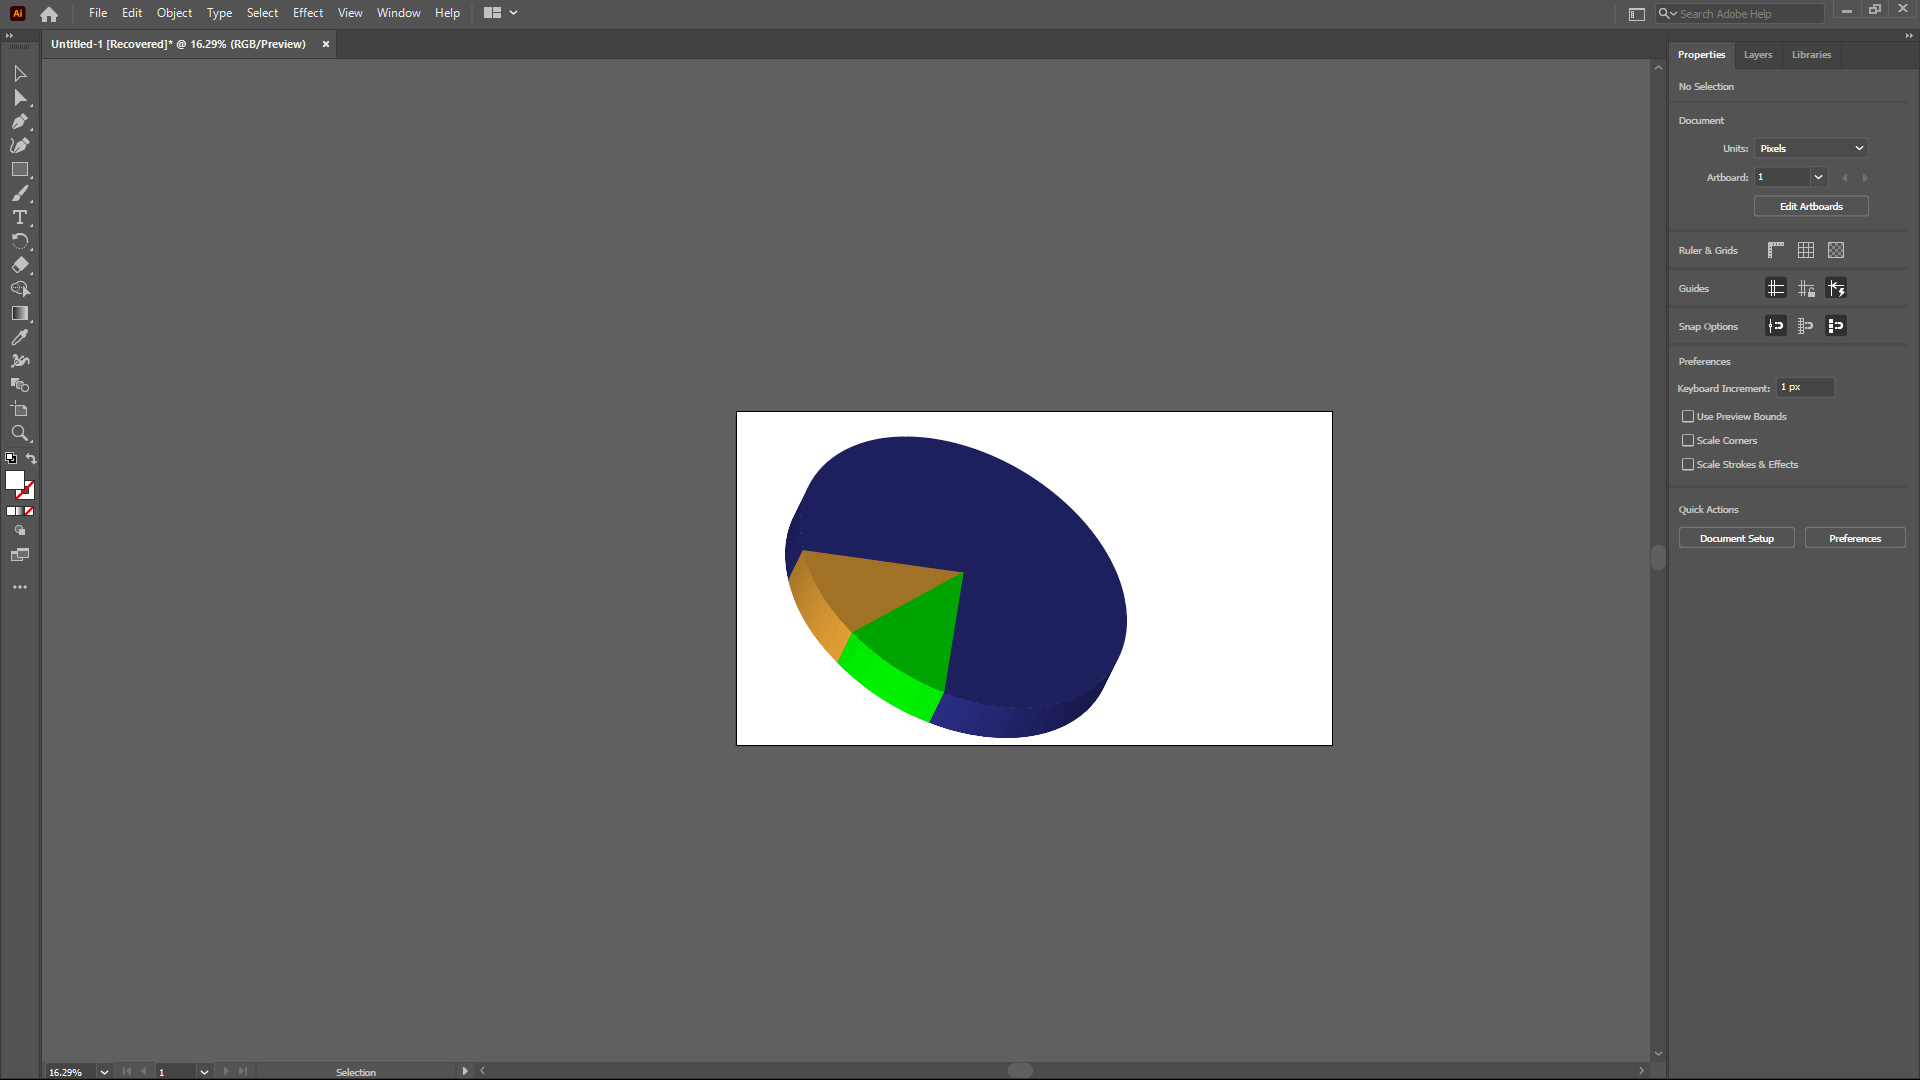 Ai File Edit Object Type Select Effect View Window Help Search Adobe Help
Untitled-1 [Recovered]* @ 16.29% (RGB/Preview) ×
Properties Layers Libraries
No Selection
Document
Units: Pixels
Artboard: 1
Edit Artboards
Ruler & Grids
Guides
Snap Options
Preferences
Keyboard Increment: 1 px
Use Preview Bounds
Scale Corners
Scale Strokes & Effects
Quick Actions
Document Setup Preferences
16.29% 1 Selection